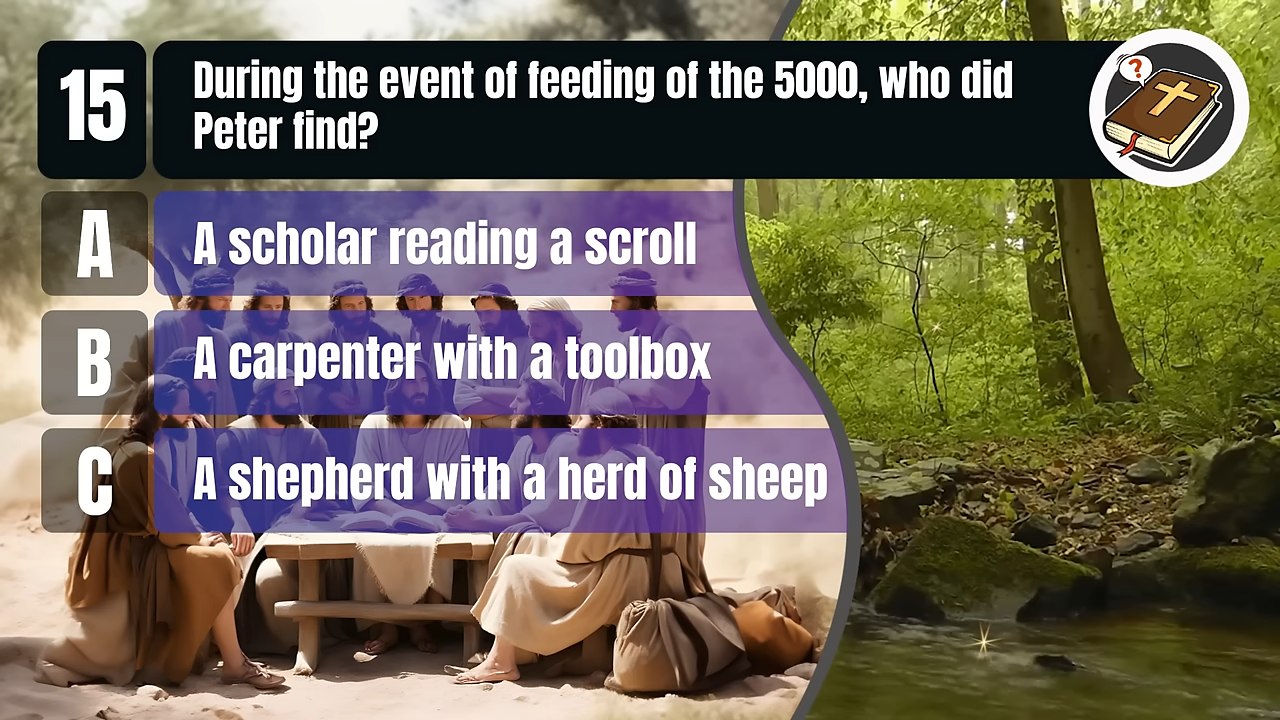 15
During the event of feeding of the 5000, who did
Peter find?
?
A
A scholar reading a scroll
B
A carpenter with a toolbox
C
A shepherd with a herd of sheep